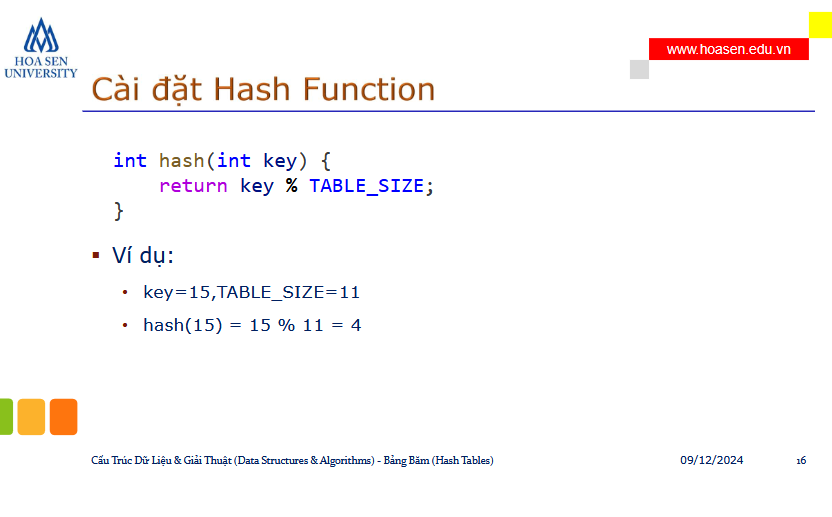 HOA SEN
UNIVERSITY
www.hoasen.edu.vn
Cài đặt Hash Function
int hash(int key) {
    return key % TABLE_SIZE;
}
▪ Ví dụ:
• key=15,TABLE_SIZE=11
• hash(15) = 15 % 11 = 4
Cấu Trúc Dữ Liệu & Giải Thuật (Data Structures & Algorithms) - Bảng Băm (Hash Tables)
09/12/2024
16